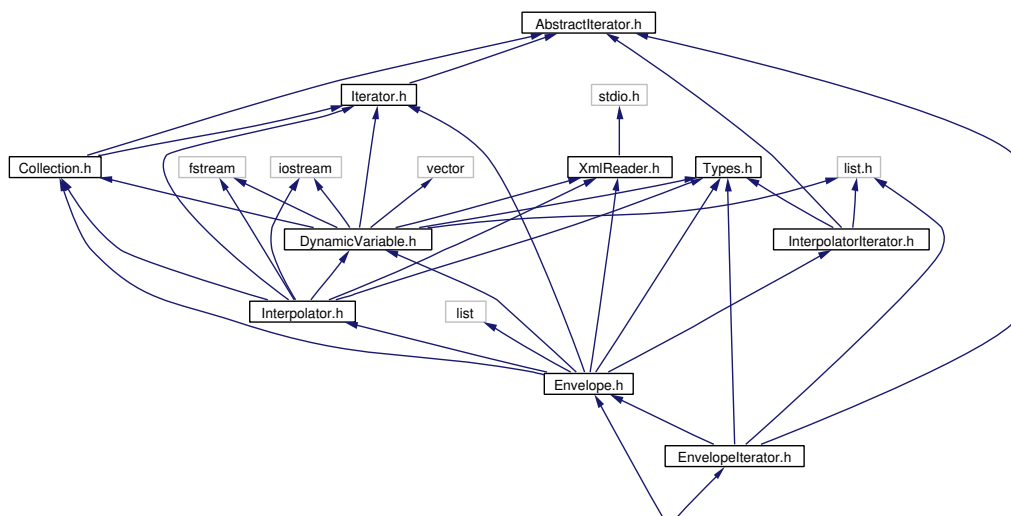 AbstractIterator.h
Iterator.h
stdio.h
Collection.h
fstream
iostream
vector
XmlReader.h
Types.h
list.h
DynamicVariable.h
InterpolatorIterator.h
Interpolator.h
list
Envelope.h
EnvelopeIterator.h